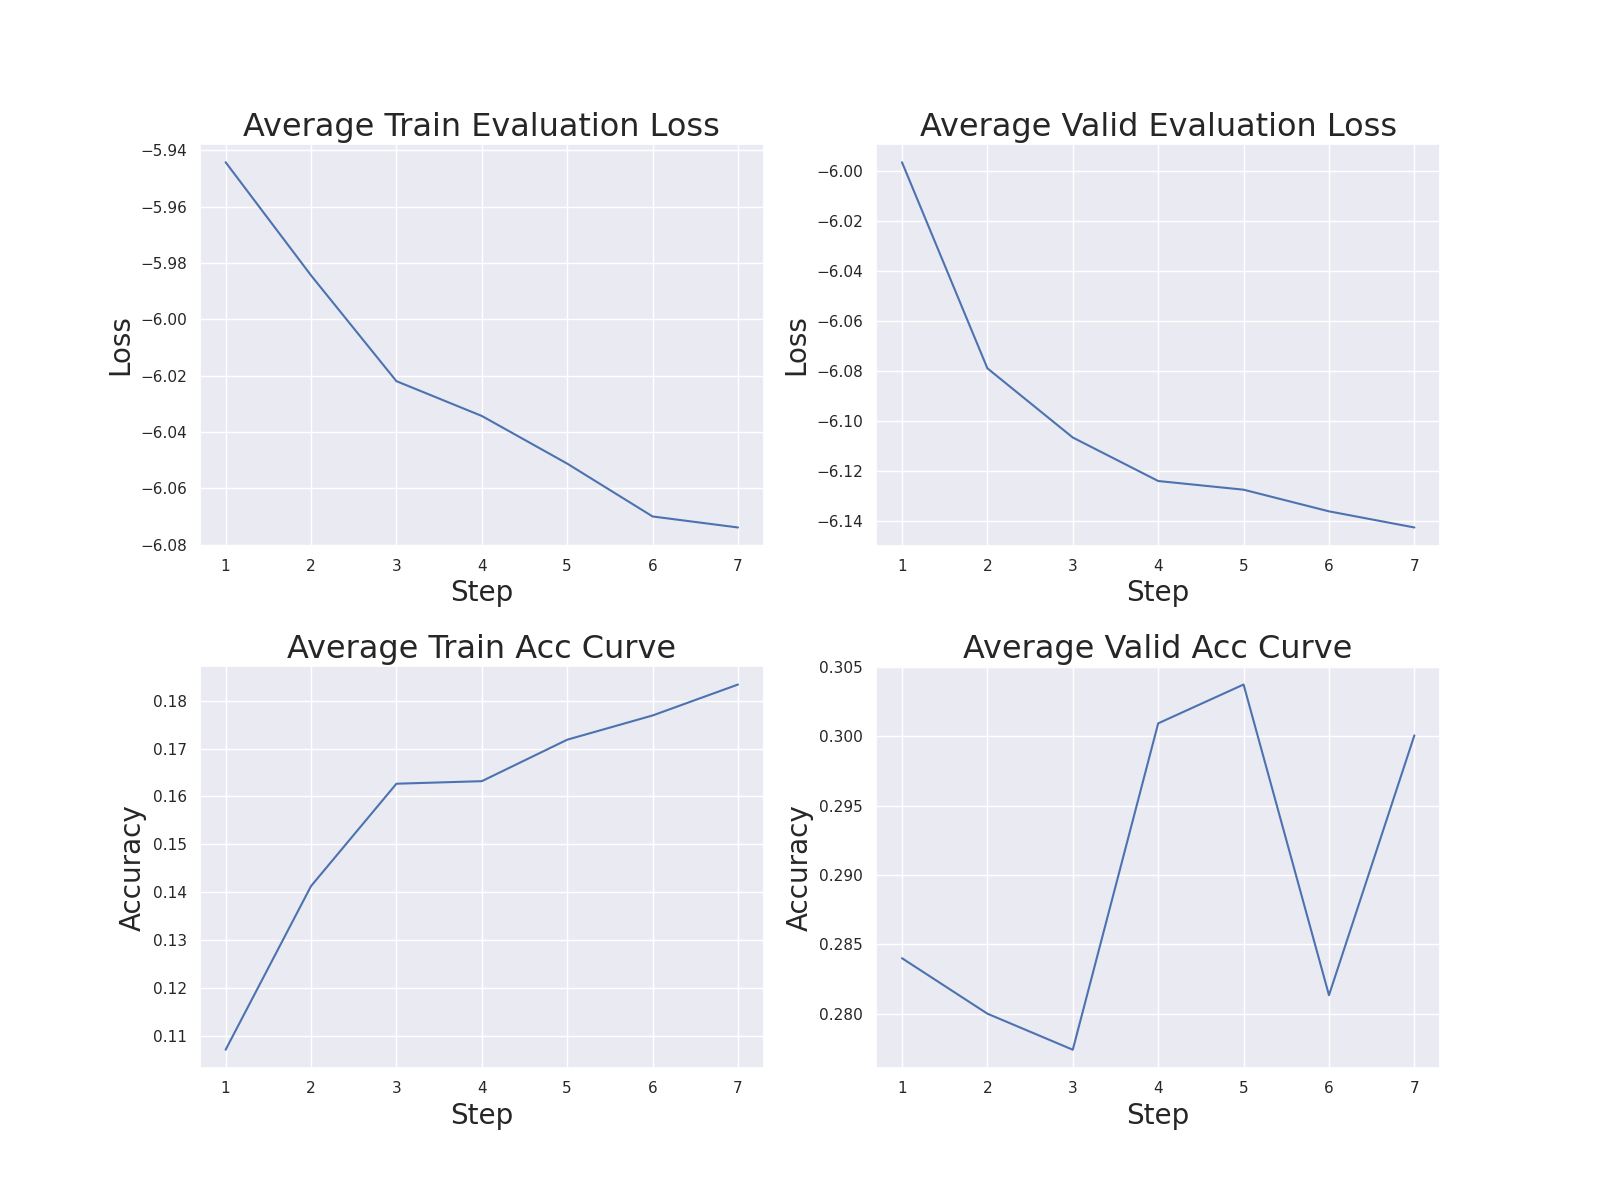 Average Train Evaluation Loss
−5.94
−5.96
−5.98
−6.00
−6.02
−6.04
−6.06
−6.08
Loss
1 2 3 4 5 6 7
Step
Average Valid Evaluation Loss
−6.00
−6.02
−6.04
−6.06
−6.08
−6.10
−6.12
−6.14
Loss
1 2 3 4 5 6 7
Step
Average Train Acc Curve
0.18
0.17
0.16
0.15
0.14
0.13
0.12
0.11
Accuracy
1 2 3 4 5 6 7
Step
Average Valid Acc Curve
0.305
0.300
0.295
0.290
0.285
0.280
Accuracy
1 2 3 4 5 6 7
Step